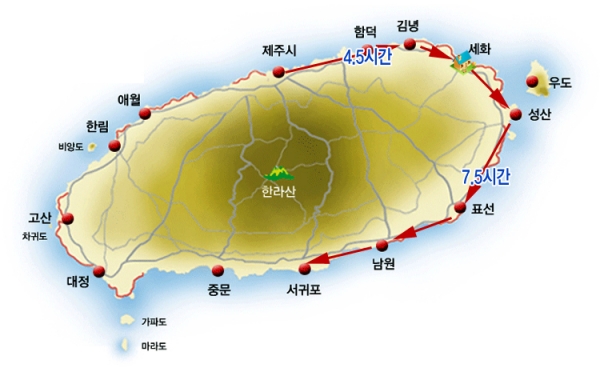 김녕
함덕
세화
제주시
4.5시간
우도
애월
성산
한림
비양도
7.5시간
한라산
표선
고산
차귀도
남원
대정
중문
서귀포
가파도
마라도